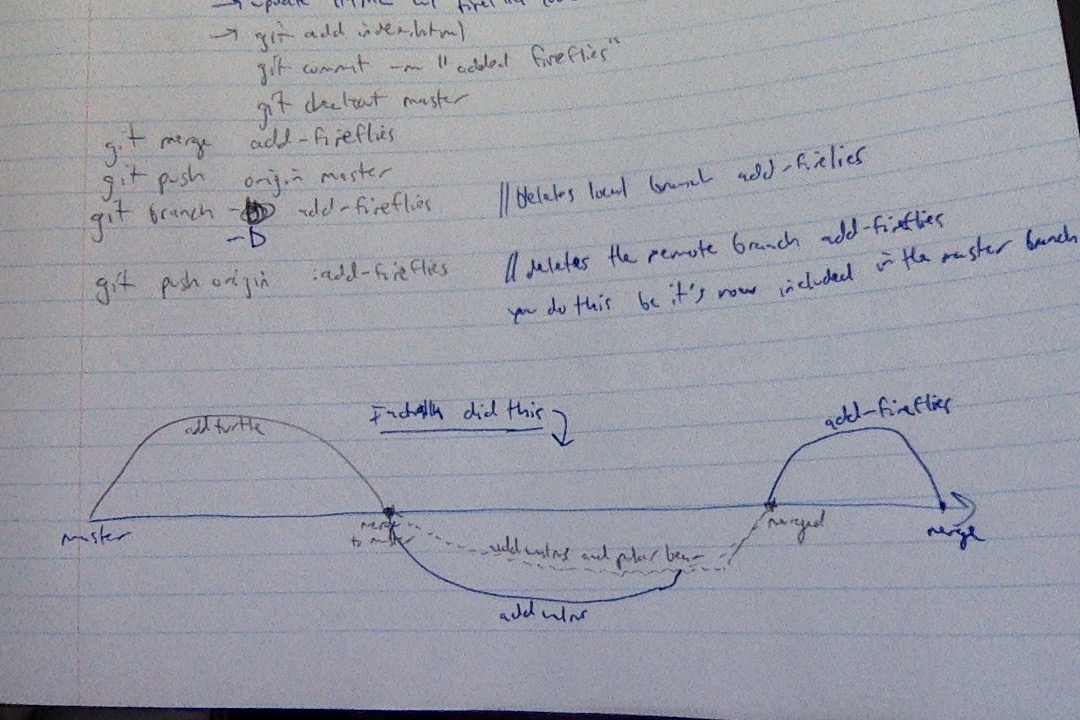 → update HTML w/ fireflies
→ git add index.html
git commit -m "added fireflies"
git checkout master
git merge add-fireflies
git push origin master
git branch -D add-fireflies //deletes local branch add-firelies
-D
git push origin :add-fireflies //deletes the remote branch add-fireflies
you do this bc it's now included in the master branch
I did this
add-fireflies
add turtle
master
merge
to master
merged
merge
add walrus and polar bear
add walrus